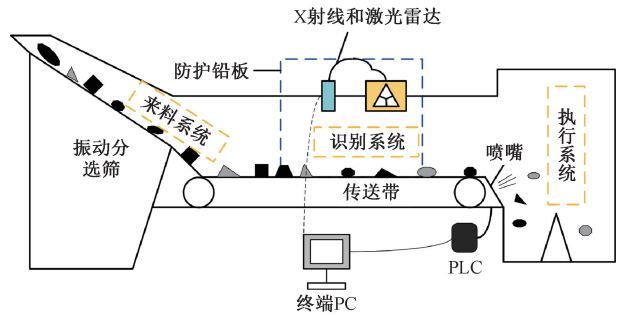 X射线和激光雷达
防护铅板
来料系统
识别系统
执行系统
振动分
选筛
喷嘴
传送带
PLC
终端PC